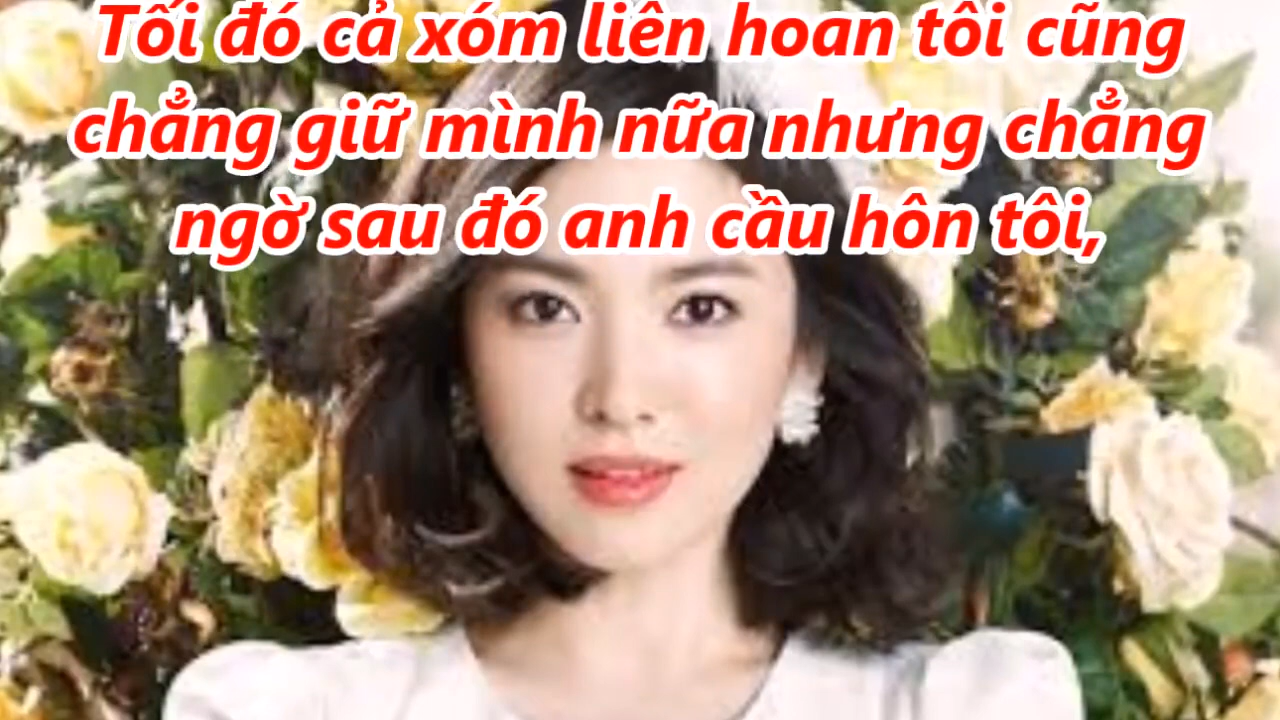 Tối đó cả xóm liên hoan tôi cũng
chẳng giữ mình nữa nhưng chẳng
ngờ sau đó anh cầu hôn tôi,